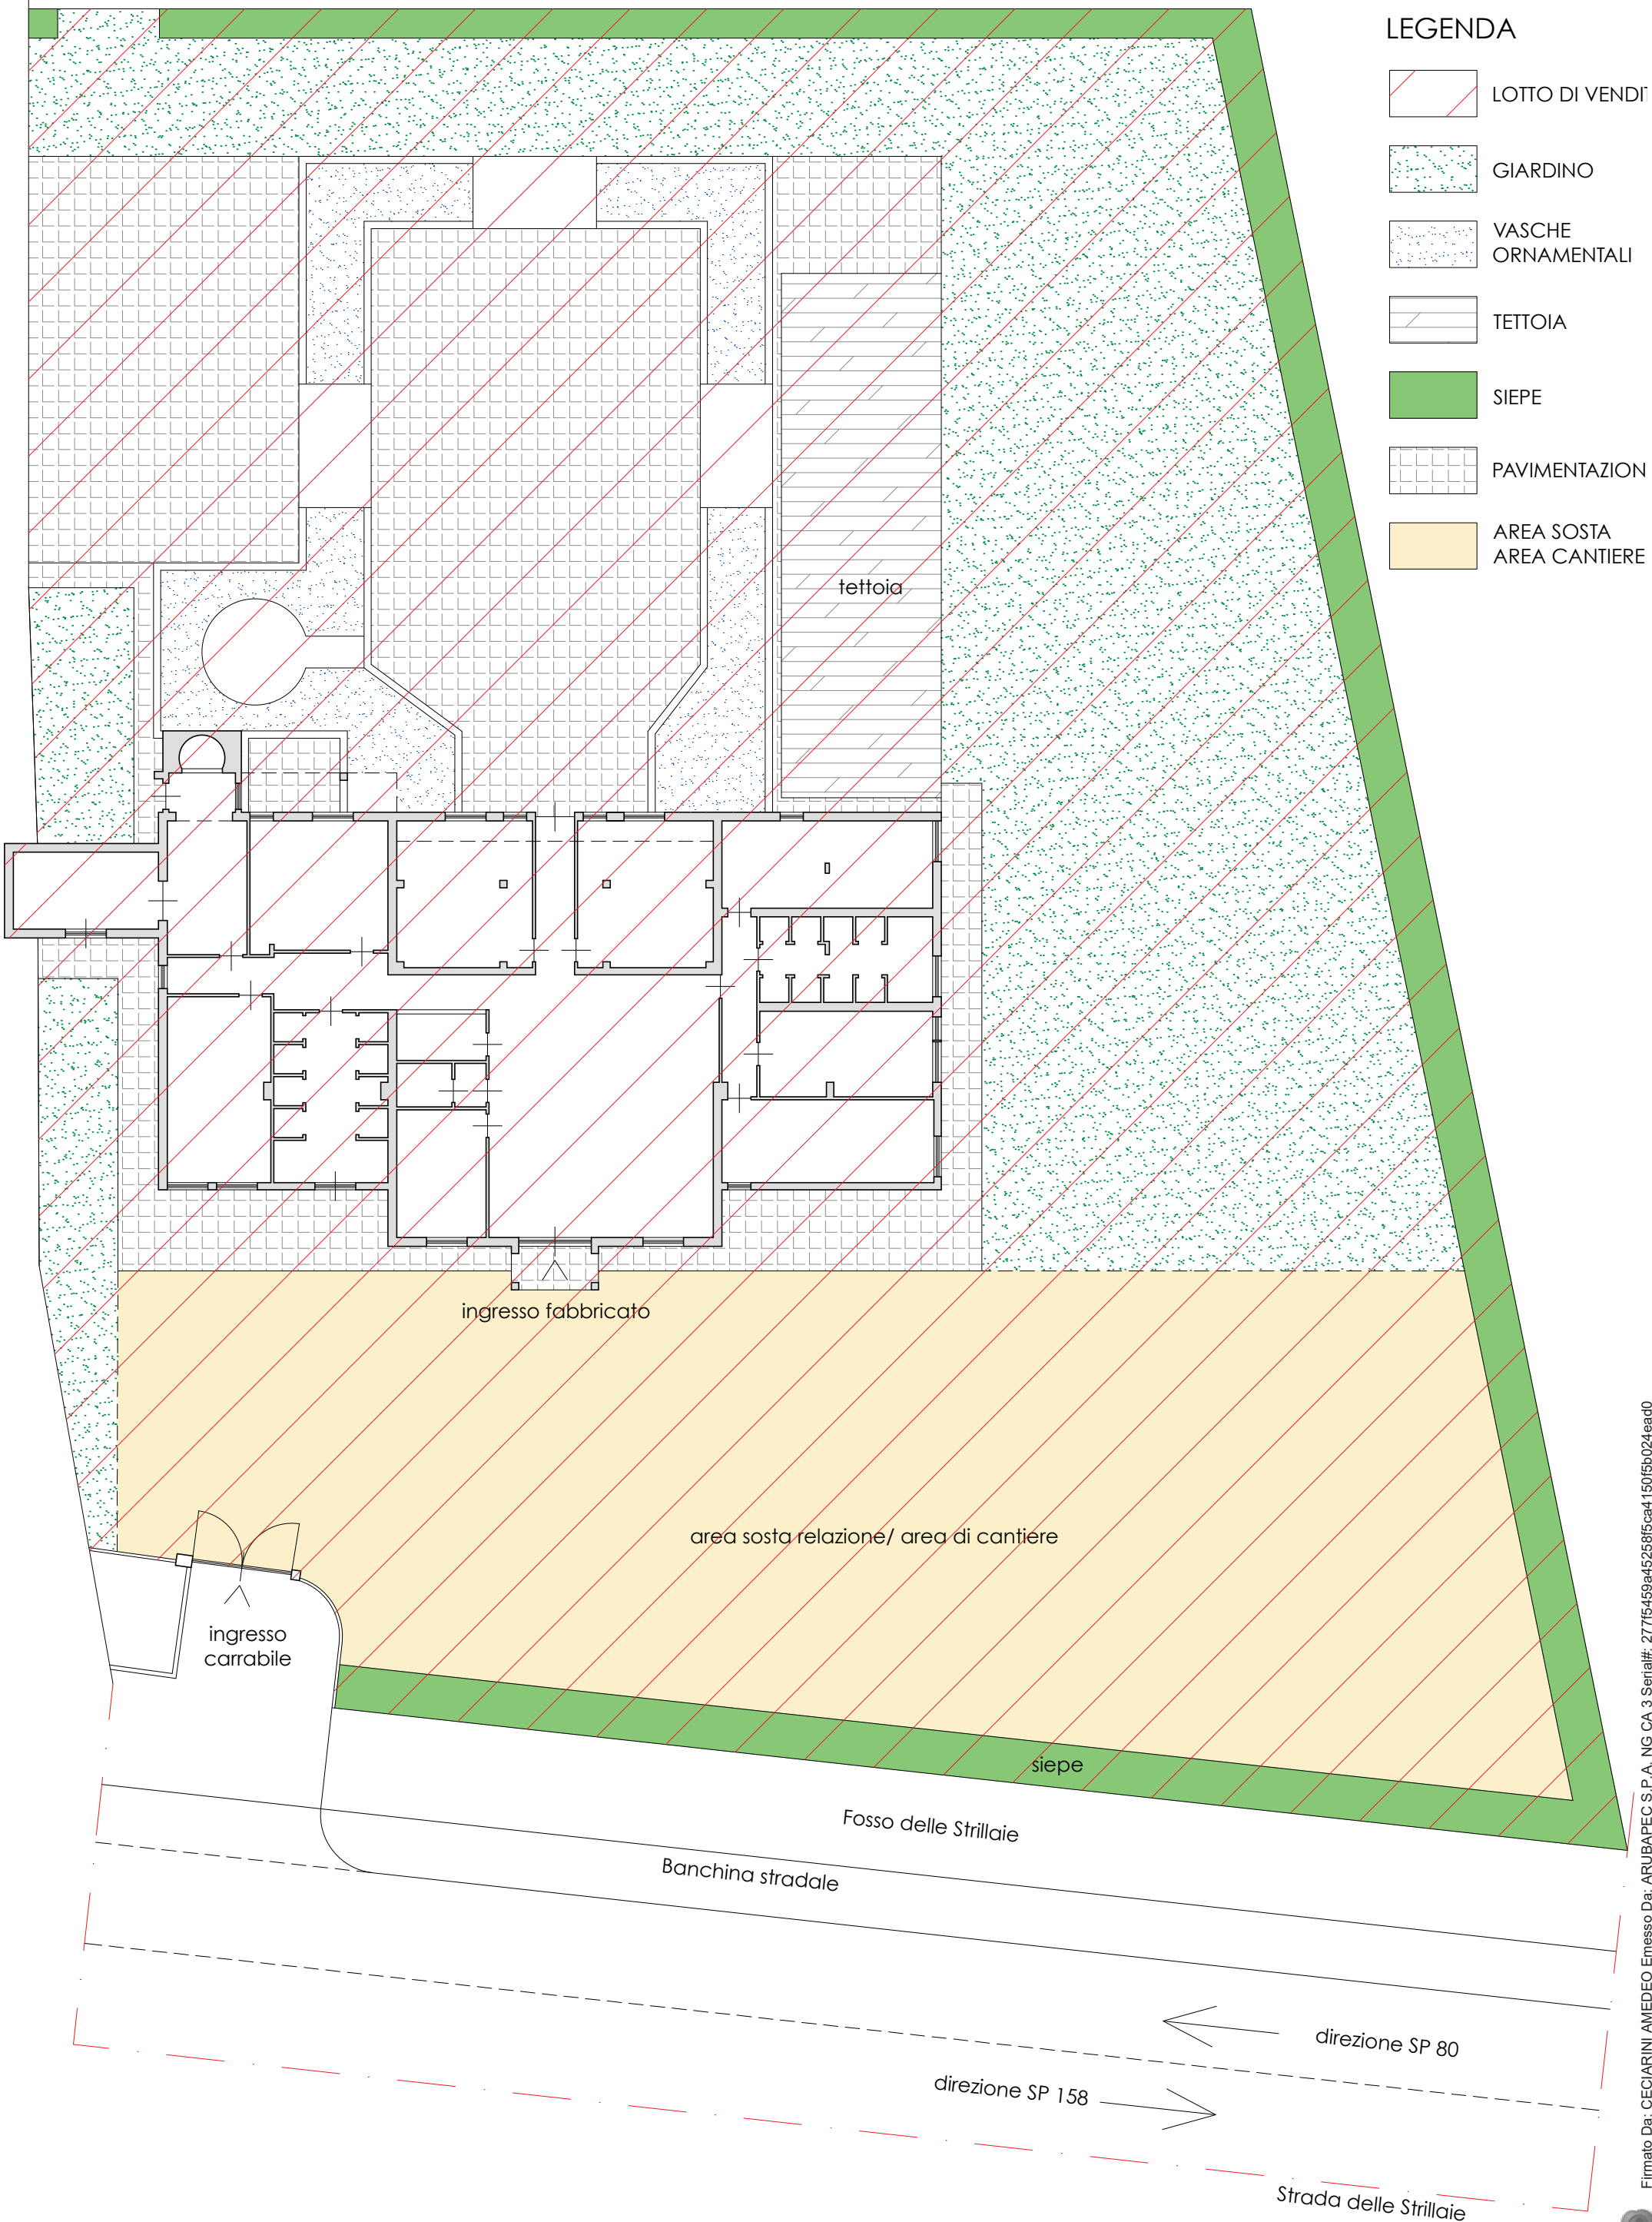 LEGENDA
LOTTO DI VENDIT
GIARDINO
VASCHE
ORNAMENTALI
TETTOIA
SIEPE
PAVIMENTAZION
AREA SOSTA
AREA CANTIERE
tettoia
ingresso fabbricato
area sosta relazione/ area di cantiere
ingresso
carrabile
siepe
Fosso delle Strillaie
Banchina stradale
direzione SP 80
direzione SP 158
Strada delle Strillaie
Firmato Da: CECIARINI AMEDEO Emesso Da: ARUBAPEC S.P.A. NG CA 3 Serial#: 277f5459a45258f5ca4150f5b024ead0